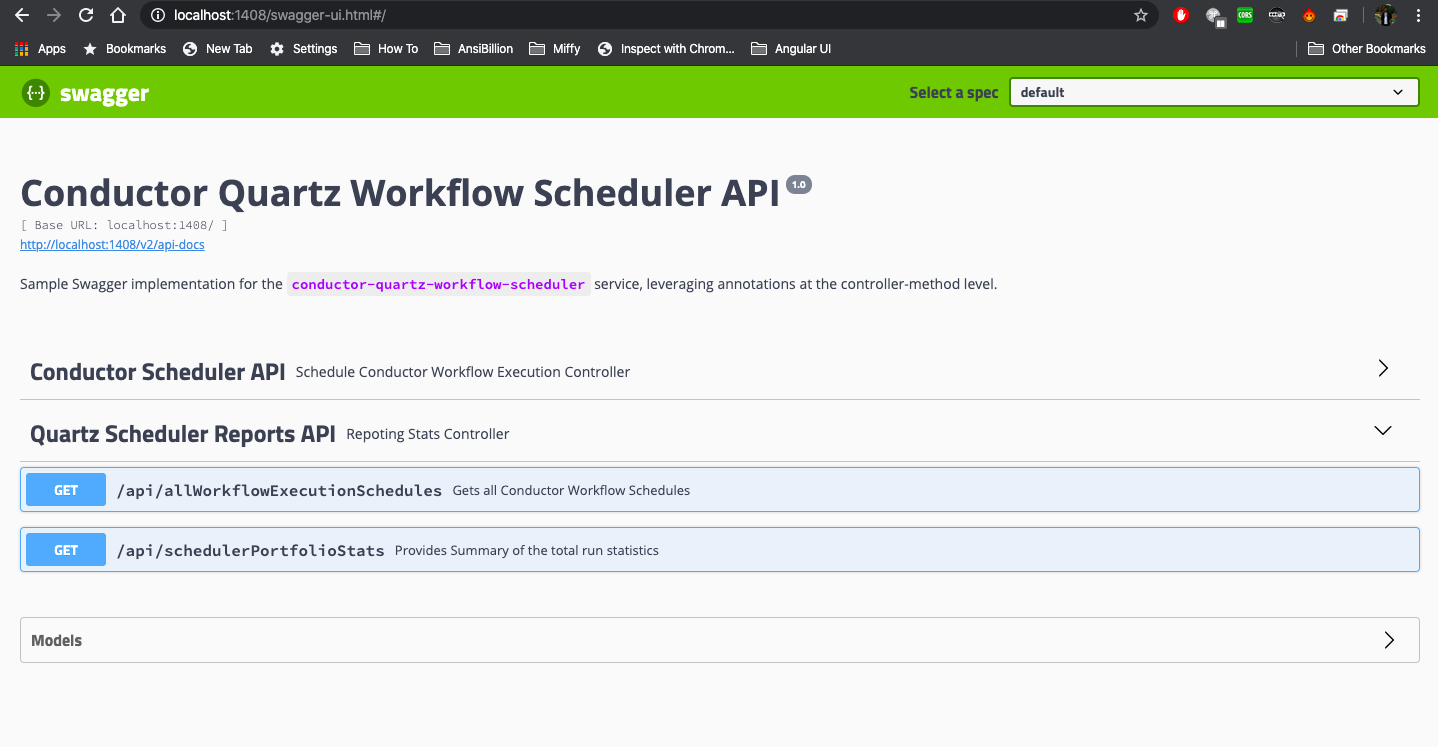 localhost:1408/swagger-ui.html#/
CORS
Apps Bookmarks New Tab Settings How To AnsiBillion Miffy Inspect with Chrom... Angular UI Other Bookmarks
{··} swagger Select a spec default
Conductor Quartz Workflow Scheduler API 1.0
[ Base URL: localhost:1408/ ]
http://localhost:1408/v2/api-docs
Sample Swagger implementation for the conductor-quartz-workflow-scheduler service, leveraging annotations at the controller-method level.
Conductor Scheduler API Schedule Conductor Workflow Execution Controller
Quartz Scheduler Reports API Repoting Stats Controller
GET /api/allWorkflowExecutionSchedules Gets all Conductor Workflow Schedules
GET /api/schedulerPortfolioStats Provides Summary of the total run statistics
Models